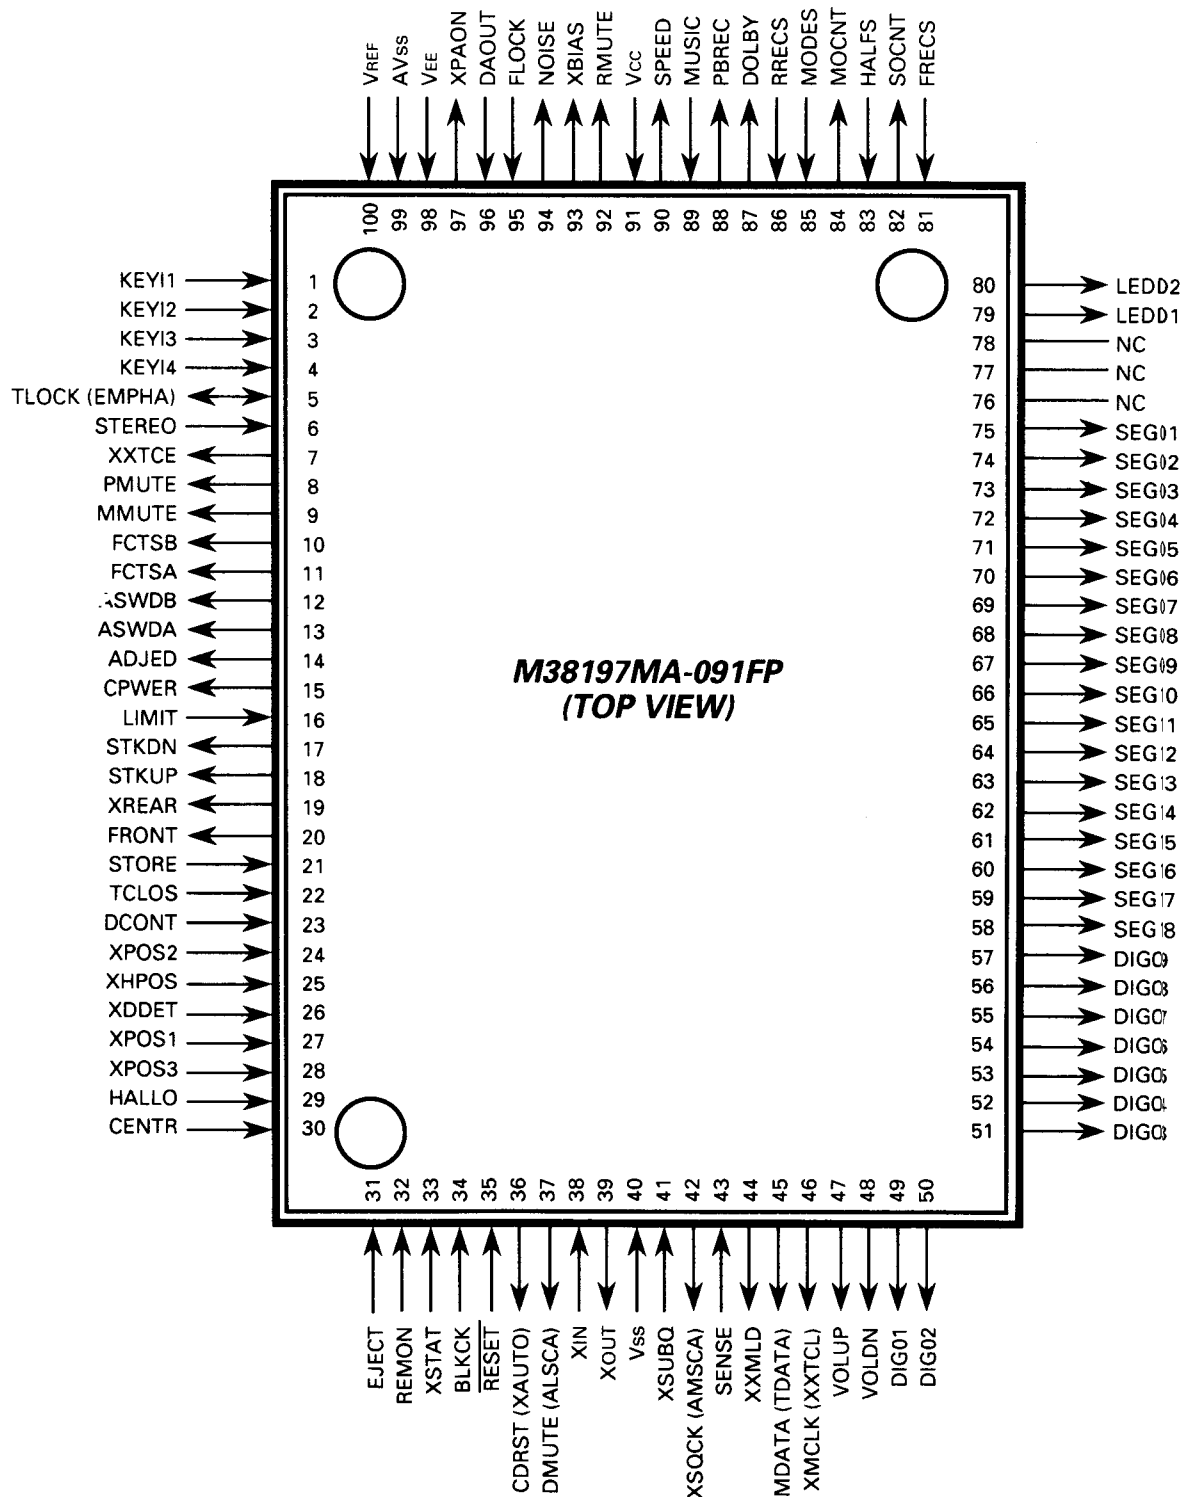 VREF
AVSS
VEE
XPAON
DAOUT
FLOCK
NOISE
XBIAS
RMUTE
VCC
SPEED
MUSIC
PBREC
DOLBY
RRECS
MODES
MOCNT
HALFS
SOCNT
FRECS
100
99
98
97
96
95
94
93
92
91
90
89
88
87
86
85
84
83
82
81
KEYI1 1
KEYI2 2
KEYI3 3
KEYI4 4
TLOCK (EMPHA) 5
STEREO 6
XXTCE 7
PMUTE 8
MMUTE 9
FCTSB 10
FCTSA 11
ASWDB 12
ASWDA 13
ADJED 14
CPWER 15
LIMIT 16
STKDN 17
STKUP 18
XREAR 19
FRONT 20
STORE 21
TCLOS 22
DCONT 23
XPOS2 24
XHPOS 25
XDDET 26
XPOS1 27
XPOS3 28
HALLO 29
CENTR 30
M38197MA-091FP
(TOP VIEW)
80 LEDD2
79 LEDD1
78 NC
77 NC
76 NC
75 SEG01
74 SEG02
73 SEG03
72 SEG04
71 SEG05
70 SEG06
69 SEG07
68 SEG08
67 SEG09
66 SEG10
65 SEG11
64 SEG12
63 SEG13
62 SEG14
61 SEG15
60 SEG16
59 SEG17
58 SEG18
57 DIG09
56 DIG08
55 DIG07
54 DIG06
53 DIG05
52 DIG04
51 DIG03
31
32
33
34
35
36
37
38
39
40
41
42
43
44
45
46
47
48
49
50
EJECT
REMON
XSTAT
BLKCK
RESET
CDRST (XAUTO)
DMUTE (ALSCA)
XIN
XOUT
VSS
XSUBQ
XSQCK (AMSCA)
SENSE
XXMLD
MDATA (TDATA)
XMCLK (XXTCL)
VOLUP
VOLDN
DIG01
DIG02